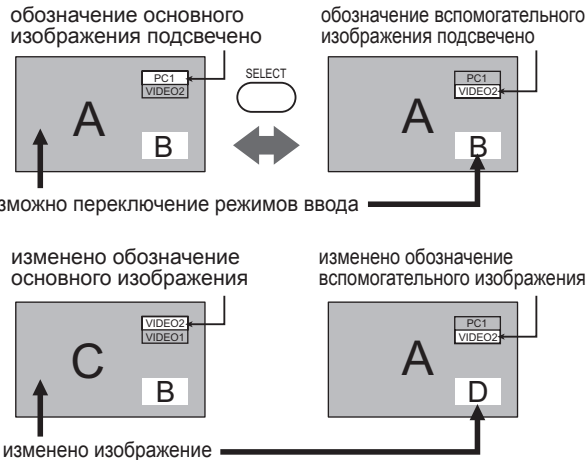 обозначение основного
изображения подсвечено
обозначение вспомогательного
изображения подсвечено
PC1
VIDEO2
A
B
SELECT
PC1
VIDEO2
A
B
зможно переключение режимов ввода
изменено обозначение
основного изображения
изменено обозначение
вспомогательного изображения
VIDEO2
VIDEO1
C
B
PC1
VIDEO2
A
D
изменено изображение